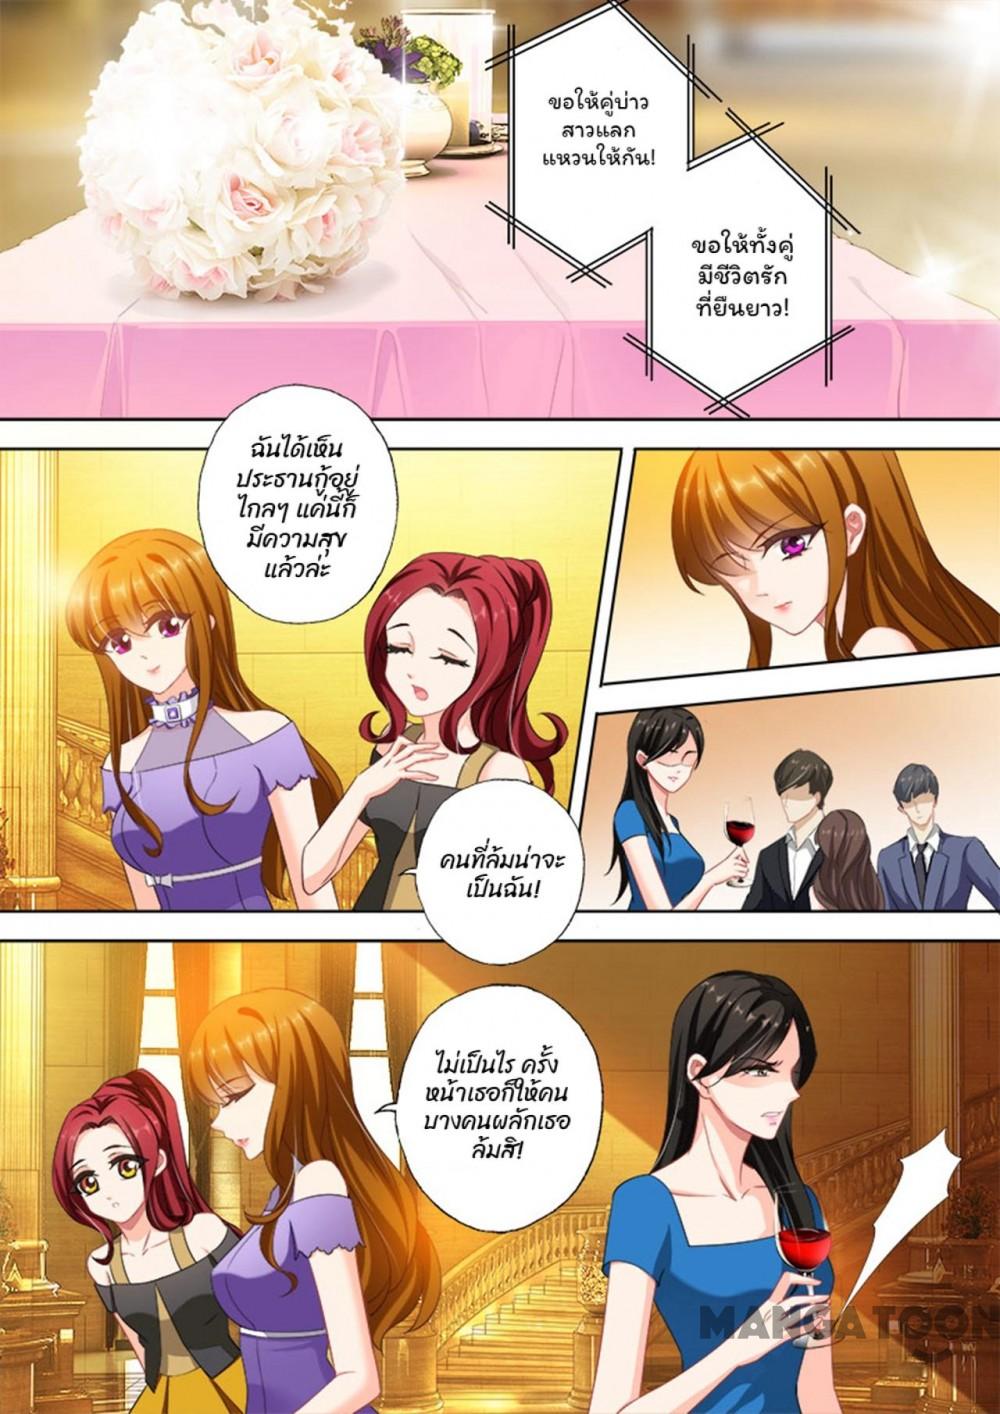 ขอให้คู่บ่าว
สาวแลก
แหวนให้กัน!
ขอให้ทั้งคู่
มีชีวิตรัก
ที่ยืนยาว!
ฉันได้เห็น
ประธานกู้อยู่
ไกลๆ แค่นี้ก็
มีความสุข
แล้วล่ะ
คนที่ล้มน่าจะ
เป็นฉัน!
ไม่เป็นไร ครั้ง
หน้าเธอก็ให้คน
บางคนผลักเธอ
ล้มสิ!
MANGATOON